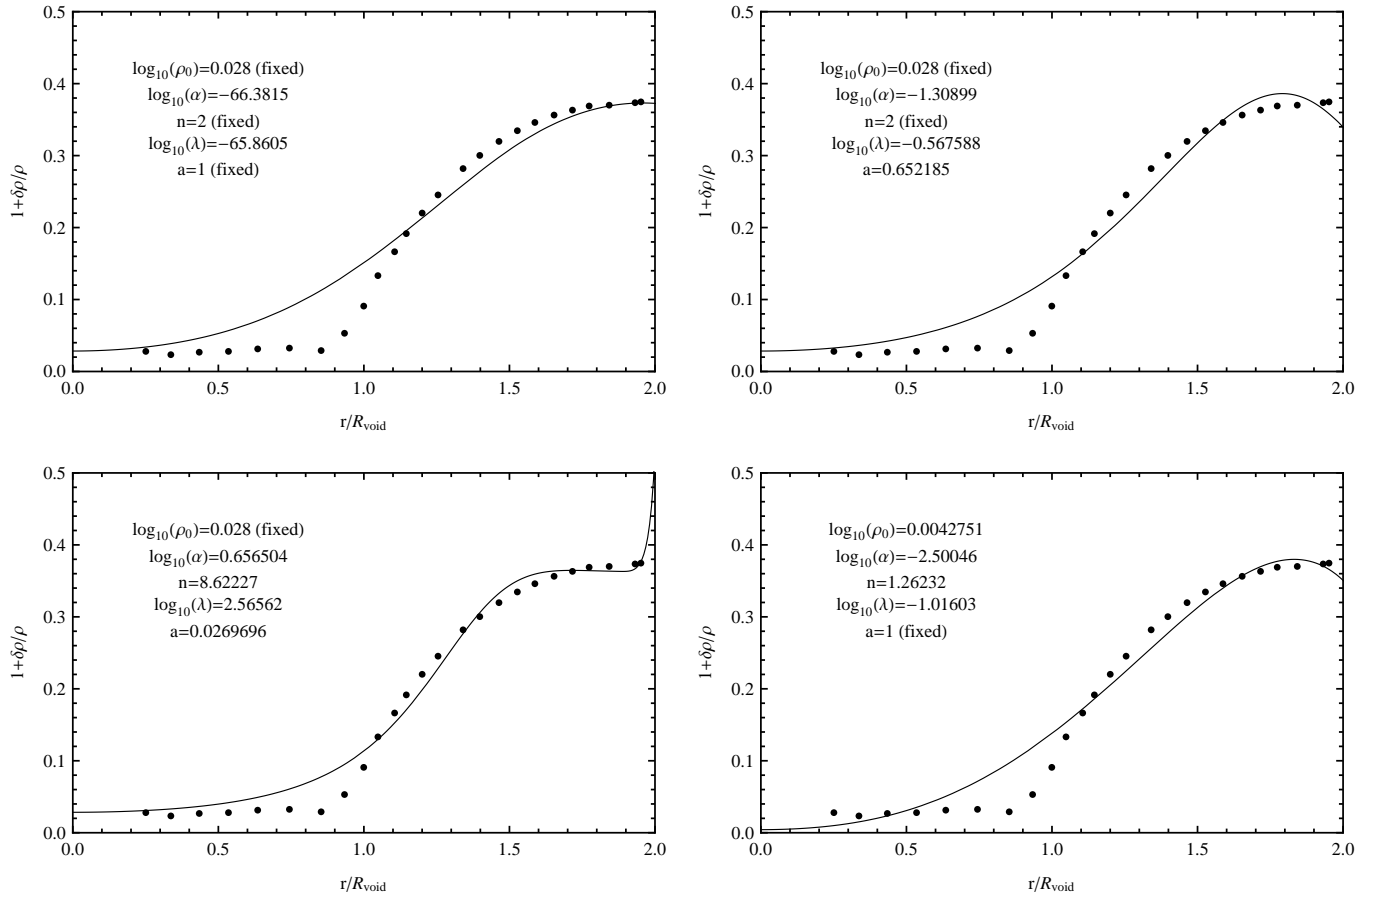 0.5
0.4
0.3
0.2
0.1
0.0
1+δρ/ρ
log10(ρ0)=0.028 (fixed)
log10(α)=−66.3815
n=2 (fixed)
log10(λ)=−65.8605
a=1 (fixed)
0.0 0.5 1.0 1.5 2.0
r/Rvoid
0.5
0.4
0.3
0.2
0.1
0.0
1+δρ/ρ
log10(ρ0)=0.028 (fixed)
log10(α)=−1.30899
n=2 (fixed)
log10(λ)=−0.567588
a=0.652185
0.0 0.5 1.0 1.5 2.0
r/Rvoid
0.5
0.4
0.3
0.2
0.1
0.0
1+δρ/ρ
log10(ρ0)=0.028 (fixed)
log10(α)=0.656504
n=8.62227
log10(λ)=2.56562
a=0.0269696
0.0 0.5 1.0 1.5 2.0
r/Rvoid
0.5
0.4
0.3
0.2
0.1
0.0
1+δρ/ρ
log10(ρ0)=0.0042751
log10(α)=−2.50046
n=1.26232
log10(λ)=−1.01603
a=1 (fixed)
0.0 0.5 1.0 1.5 2.0
r/Rvoid